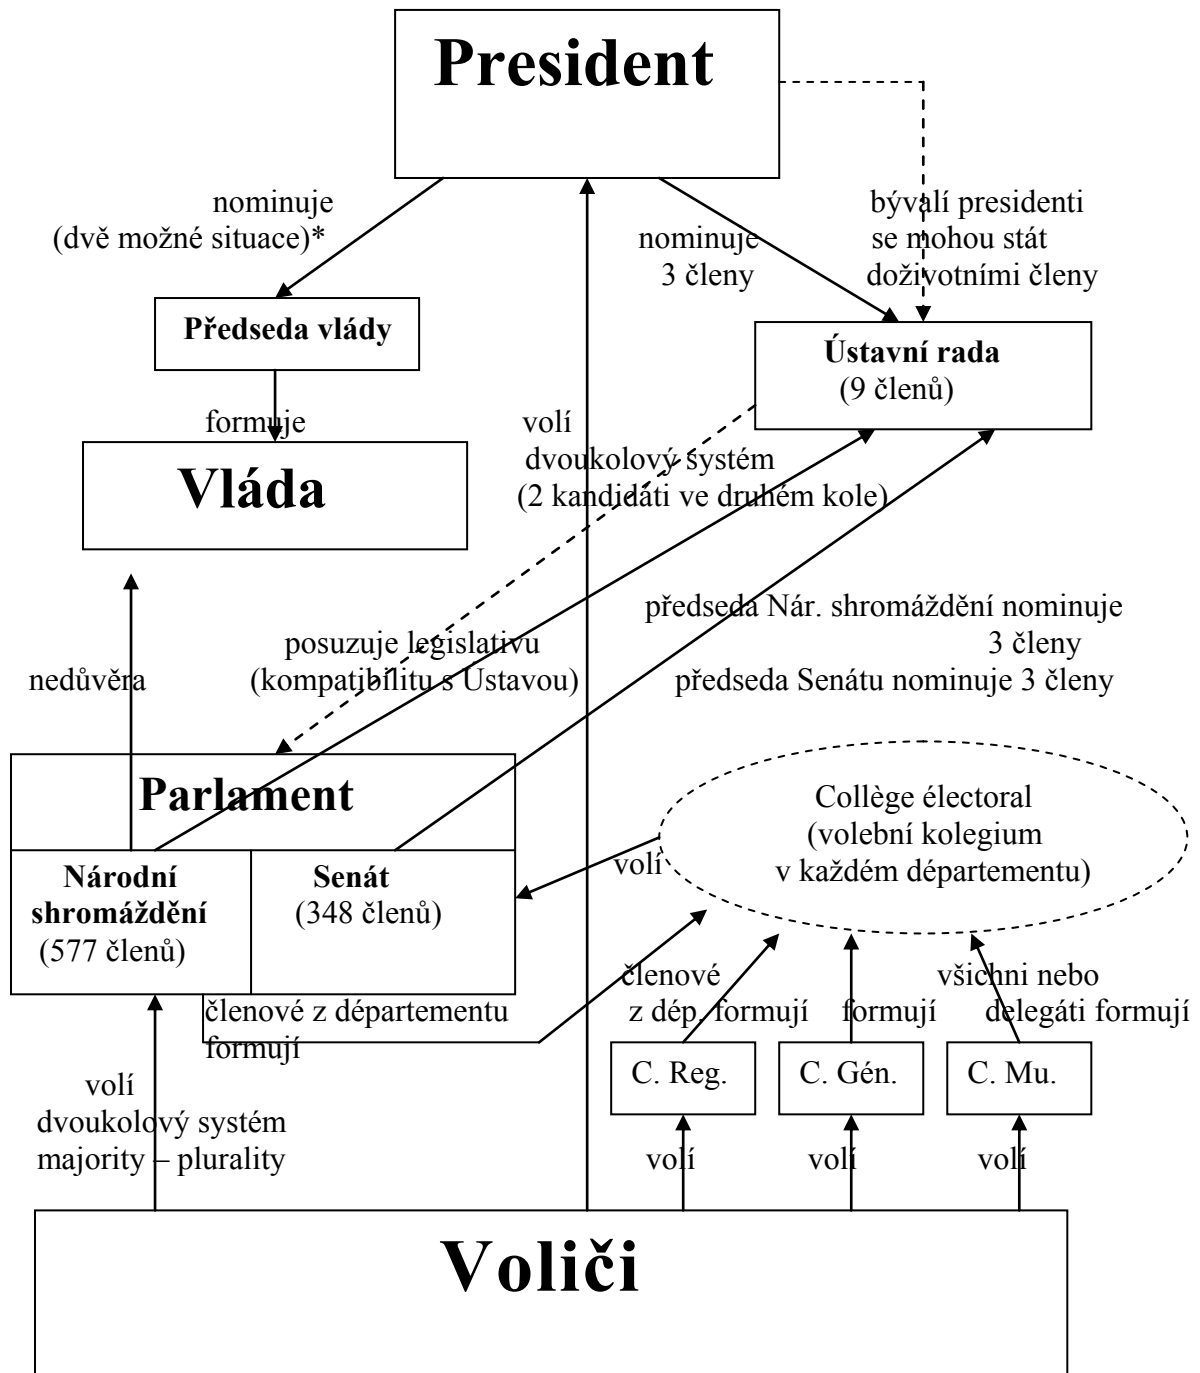 President
nominuje
(dvě možné situace)*
nominuje
3 členy
bývalí presidenti
se mohou stát
doživotními členy
Předseda vlády
Ústavní rada
(9 členů)
formuje
volí
dvoukolový systém
(2 kandidáti ve druhém kole)
Vláda
předseda Nár. shromáždění nominuje
3 členy
předseda Senátu nominuje 3 členy
posuzuje legislativu
(kompatibilitu s Ústavou)
nedůvěra
Parlament
Národní
shromáždění
(577 členů)
Senát
(348 členů)
volí
Collège électoral
(volební kolegium
v každém départementu)
členové z départementu
formují
členové
z dép. formují
formují
všichni nebo
delegáti formují
C. Reg.
C. Gén.
C. Mu.
volí
dvoukolový systém
majority – plurality
volí
volí
volí
Voliči